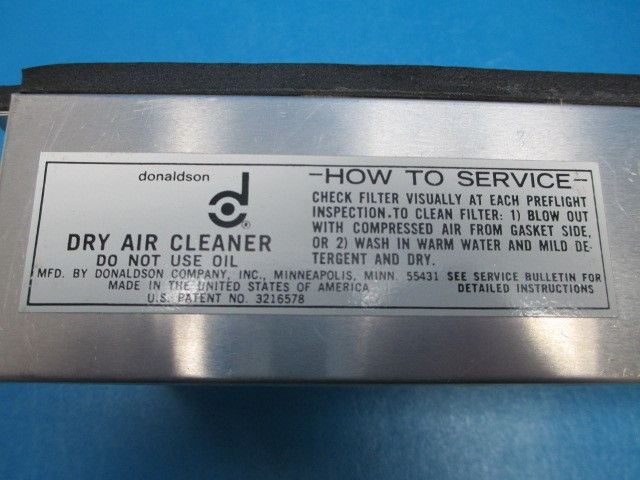 donaldson
d
®
DRY AIR CLEANER
DO NOT USE OIL
MFD. BY DONALDSON COMPANY, INC., MINNEAPOLIS, MINN. 55431
MADE IN THE UNITED STATES OF AMERICA
U.S. PATENT NO. 3216578
-HOW TO SERVICE-
CHECK FILTER VISUALLY AT EACH PREFLIGHT
INSPECTION. TO CLEAN FILTER: 1) BLOW OUT
WITH COMPRESSED AIR FROM GASKET SIDE,
OR 2) WASH IN WARM WATER AND MILD DE-
TERGENT AND DRY.
SEE SERVICE BULLETIN FOR
DETAILED INSTRUCTIONS